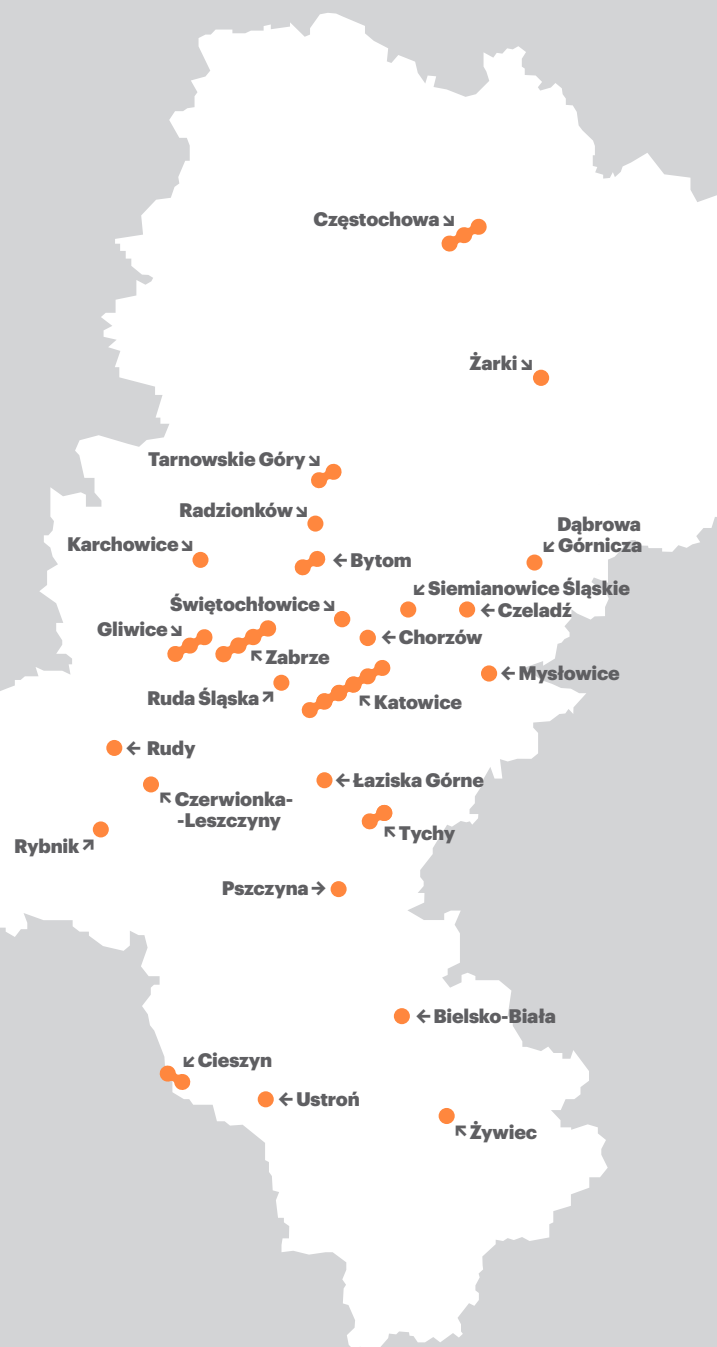 Częstochowa ↘
Żarki ↘
Tarnowskie Góry ↘
Radzionków ↘
Dąbrowa
↙ Górnicza
Karchowice ↘
← Bytom
↙ Siemianowice Śląskie
Świętochłowice ↘
← Czeladź
Gliwice ↘
← Chorzów
↖ Zabrze
← Mysłowice
Ruda Śląska ↗
↖ Katowice
← Rudy
← Łaziska Górne
↖ Czerwionka-
-Leszczyny
↖ Tychy
Rybnik ↗
Pszczyna →
← Bielsko-Biała
↙ Cieszyn
← Ustroń
↖ Żywiec